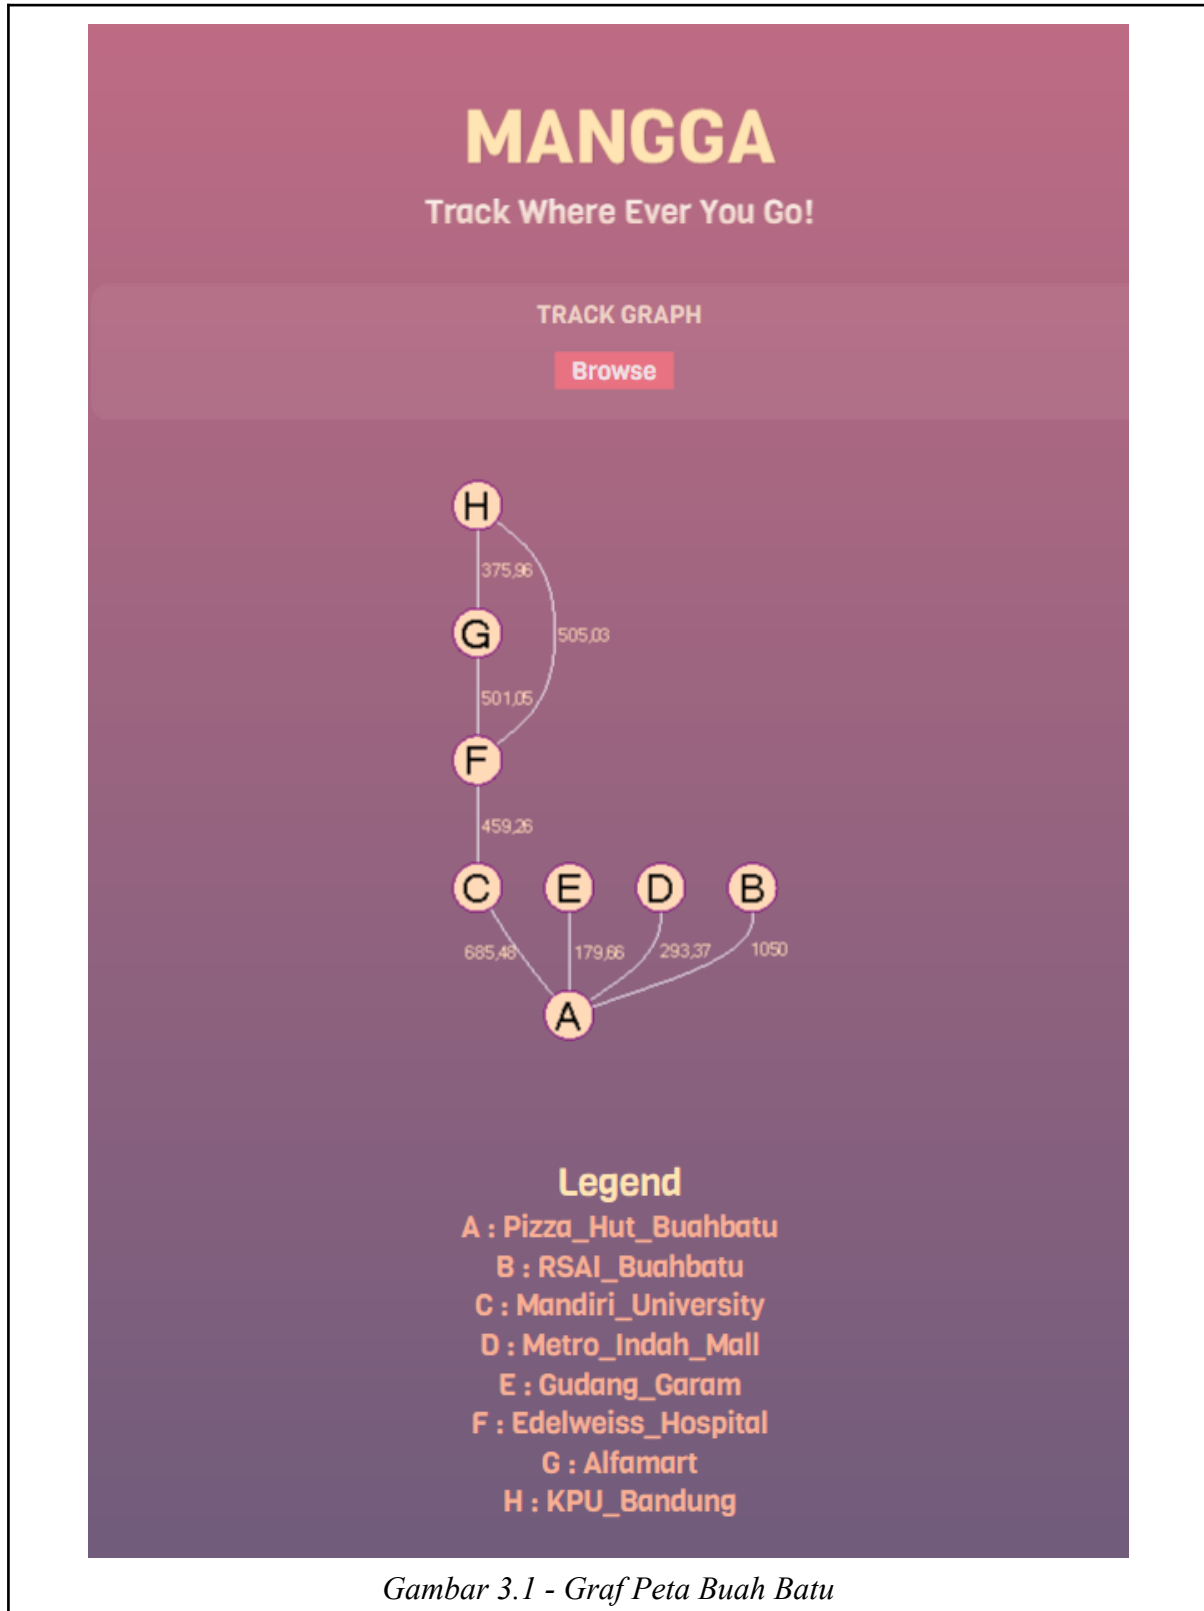 MANGGA
Track Where Ever You Go!
TRACK GRAPH
Browse
H
375,96
G
505,03
501,05
F
459,26
C E D B
685,48 179,66 293,37 1050
A
Legend
A : Pizza_Hut_Buahbatu
B : RSAI_Buahbatu
C : Mandiri_University
D : Metro_Indah_Mall
E : Gudang_Garam
F : Edelweiss_Hospital
G : Alfamart
H : KPU_Bandung
Gambar 3.1 - Graf Peta Buah Batu